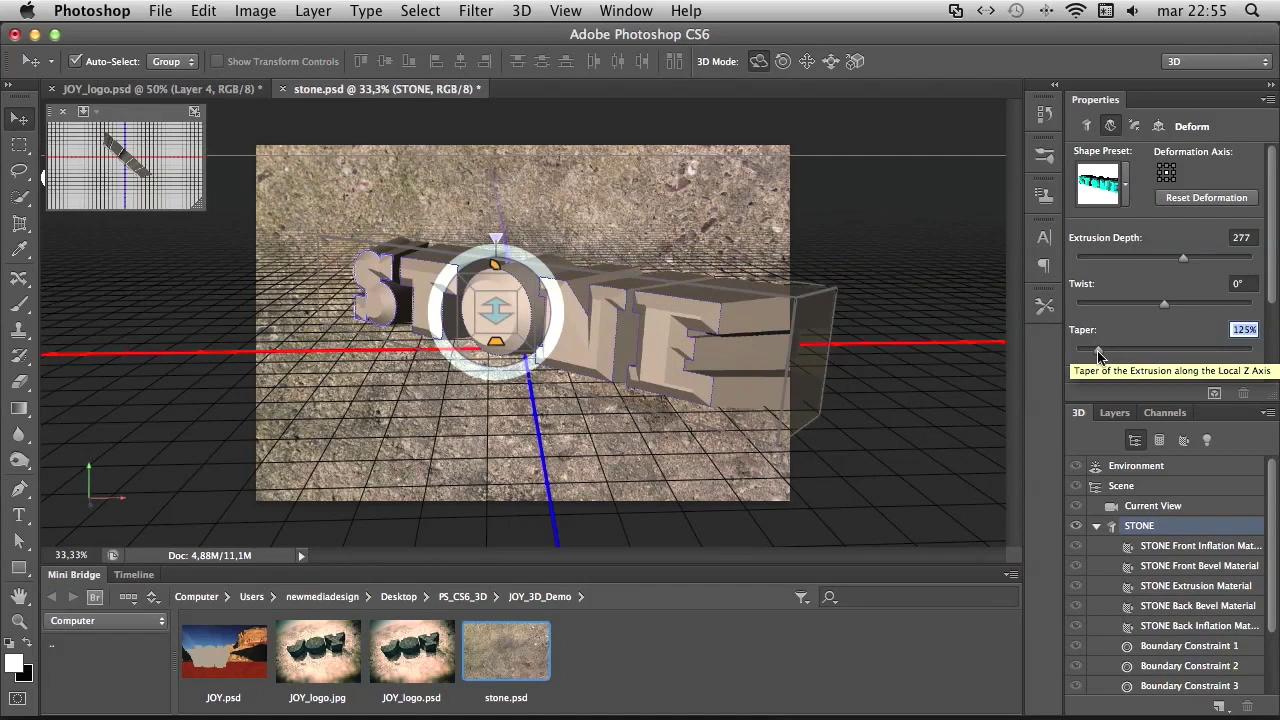 Photoshop File Edit Image Layer Type Select Filter 3D View Window Help mar 22:55
Adobe Photoshop CS6
Auto-Select: Group Show Transform Controls 3D Mode: 3D
JOY_logo.psd @ 50% (Layer 4, RGB/8) * stone.psd @ 33,3% (STONE, RGB/8) *
Properties
Deform
Shape Preset: Deformation Axis:
Reset Deformation
Extrusion Depth: 277
Twist: 0°
Taper: 125%
Taper of the Extrusion along the Local Z Axis
STONE
3D Layers Channels
Environment
Scene
Current View
STONE
STONE Front Inflation Mat...
STONE Front Bevel Material
STONE Extrusion Material
STONE Back Bevel Material
STONE Back Inflation Mat...
Boundary Constraint 1
Boundary Constraint 2
Boundary Constraint 3
33,33% Doc: 4,88M/11,1M
Mini Bridge Timeline
Br Computer Users newmediadesign Desktop PS_CS6_3D JOY_3D_Demo
Computer
..
JOY JOY
JOY.psd JOY_logo.jpg JOY_logo.psd stone.psd